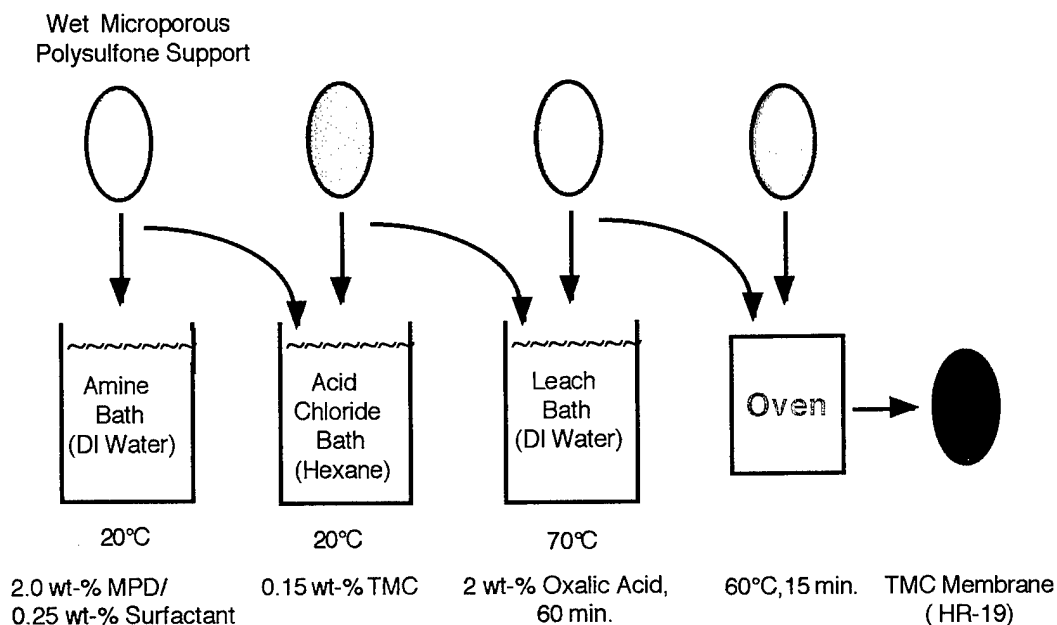 Wet Microporous
Polysulfone Support
Amine
Bath
(DI Water)
Acid
Chloride
Bath
(Hexane)
Leach
Bath
(DI Water)
Oven
20°C
20°C
70°C
2.0 wt-% MPD/
0.25 wt-% Surfactant
0.15 wt-% TMC
2 wt-% Oxalic Acid,
60 min.
60°C, 15 min.
TMC Membrane
( HR-19)